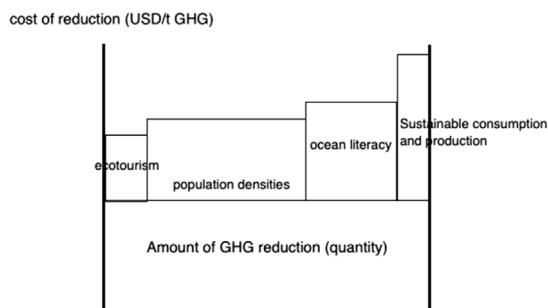 cost of reduction (USD/t GHG)
ecotourism
population densities
ocean literacy
Sustainable consumption
and production
Amount of GHG reduction (quantity)